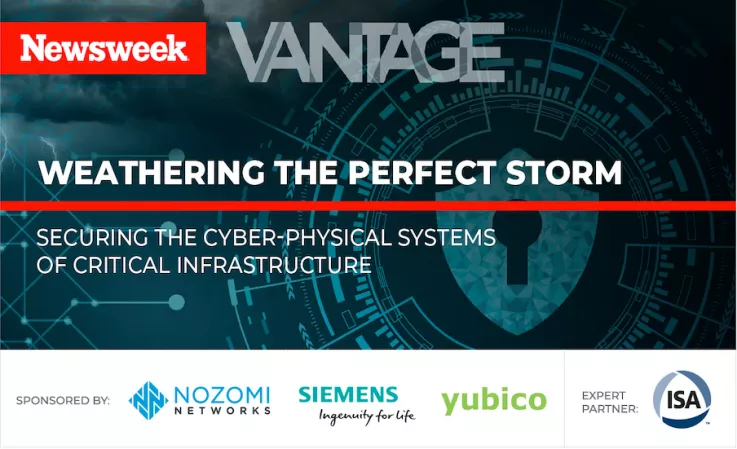 Newsweek
VANTAGE
WEATHERING THE PERFECT STORM
SECURING THE CYBER-PHYSICAL SYSTEMS
OF CRITICAL INFRASTRUCTURE
SPONSORED BY:
NOZOMI
NETWORKS
SIEMENS
Ingenuity for life
yubico
EXPERT
PARTNER:
ISA™